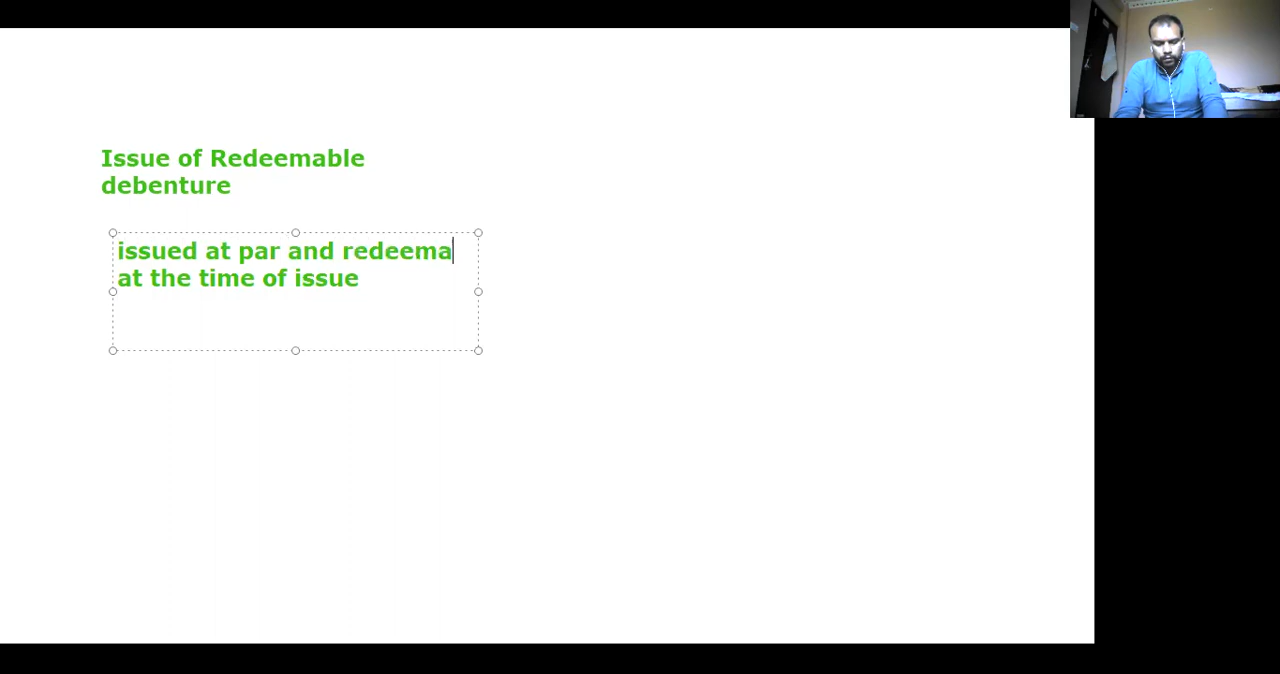 Issue of Redeemable
debenture
issued at par and redeema
at the time of issue